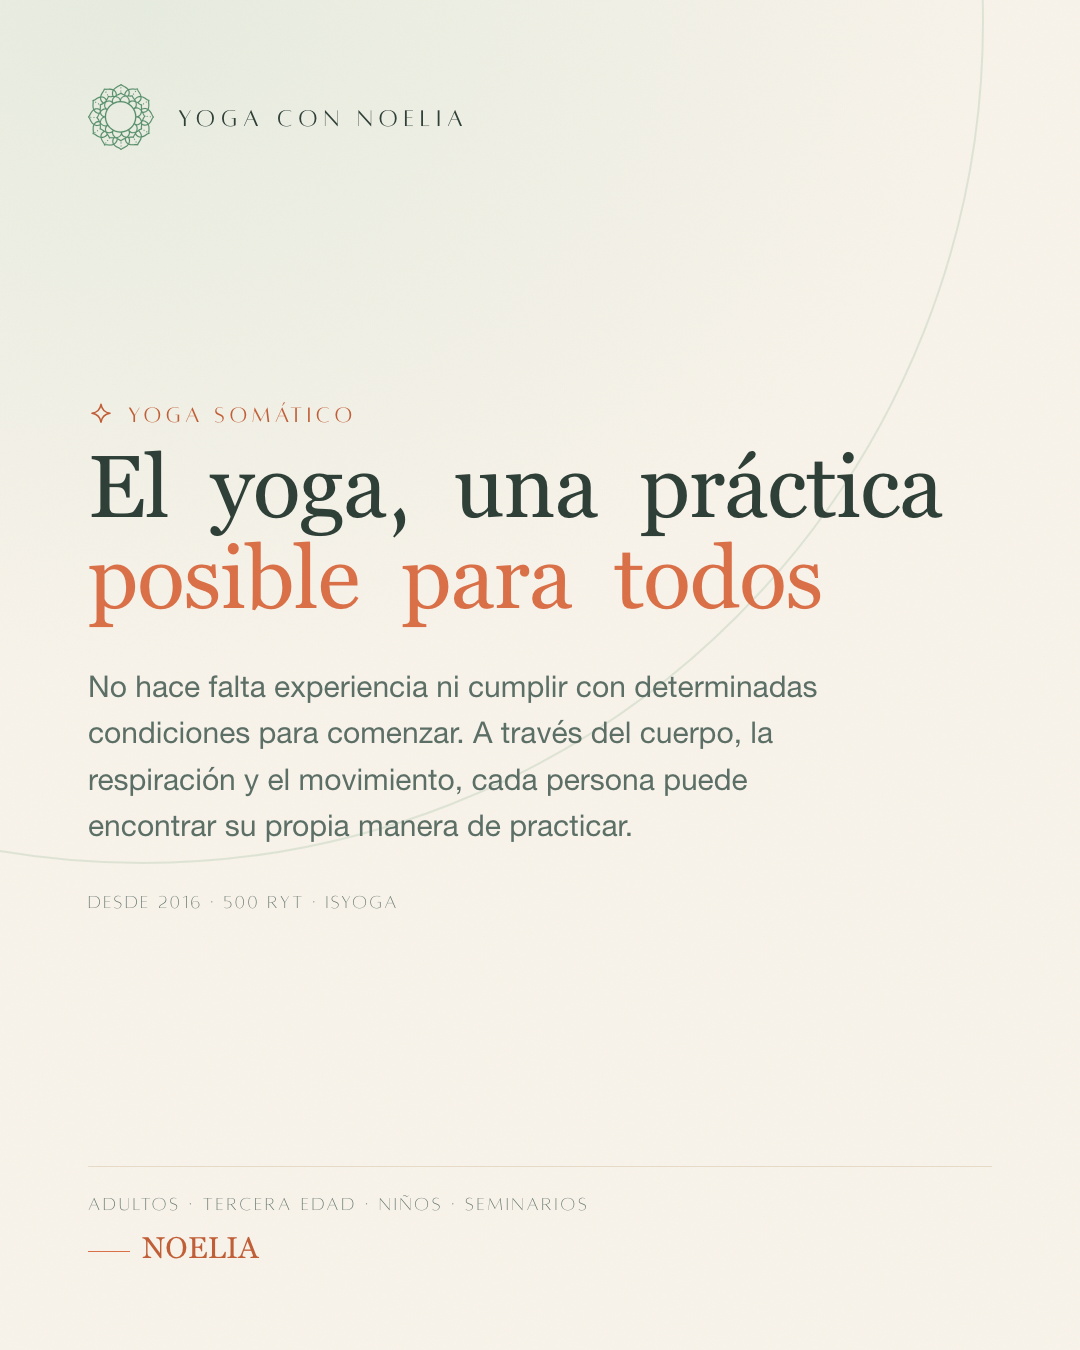 YOGA CON NOELIA
YOGA SOMÁTICO
El yoga, una práctica
posible para todos
No hace falta experiencia ni cumplir con determinadas
condiciones para comenzar. A través del cuerpo, la
respiración y el movimiento, cada persona puede
encontrar su propia manera de practicar.
DESDE 2016 · 500 RYT · ISYOGA
ADULTOS · TERCERA EDAD · NIÑOS · SEMINARIOS
NOELIA